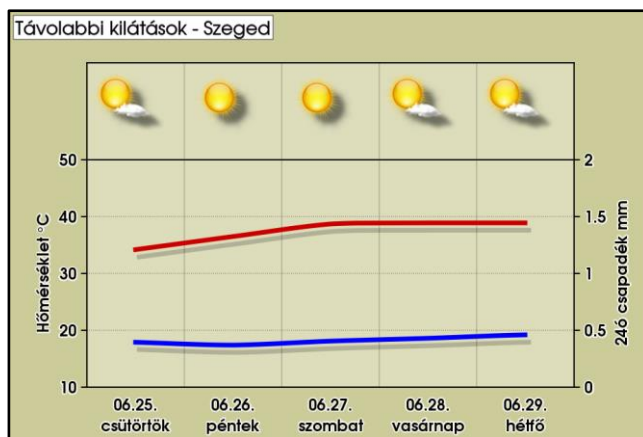 Távolabbi kilátások - Szeged
50
40
30
20
10
Hőmérséklet °C
2
1.5
1
0.5
0
24ó csapadék mm
06.25. 06.26. 06.27. 06.28. 06.29.
csütörtök péntek szombat vasárnap hétfő